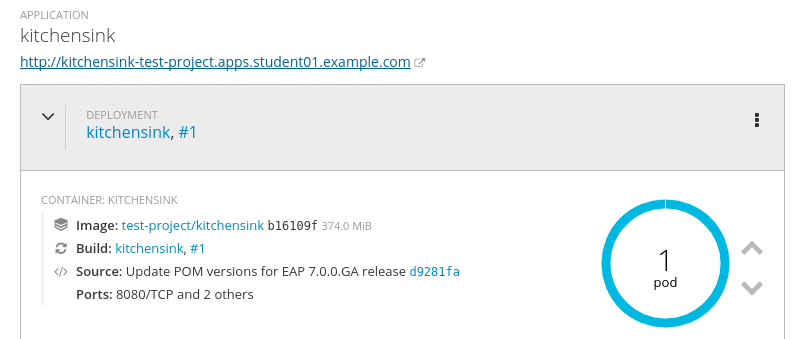 APPLICATION
kitchensink
http://kitchensink-test-project.apps.student01.example.com
DEPLOYMENT
kitchensink, #1
CONTAINER: KITCHENSINK
Image: test-project/kitchensink b16109f 374.0 MiB
Build: kitchensink, #1
Source: Update POM versions for EAP 7.0.0.GA release d9281fa
Ports: 8080/TCP and 2 others
1
pod